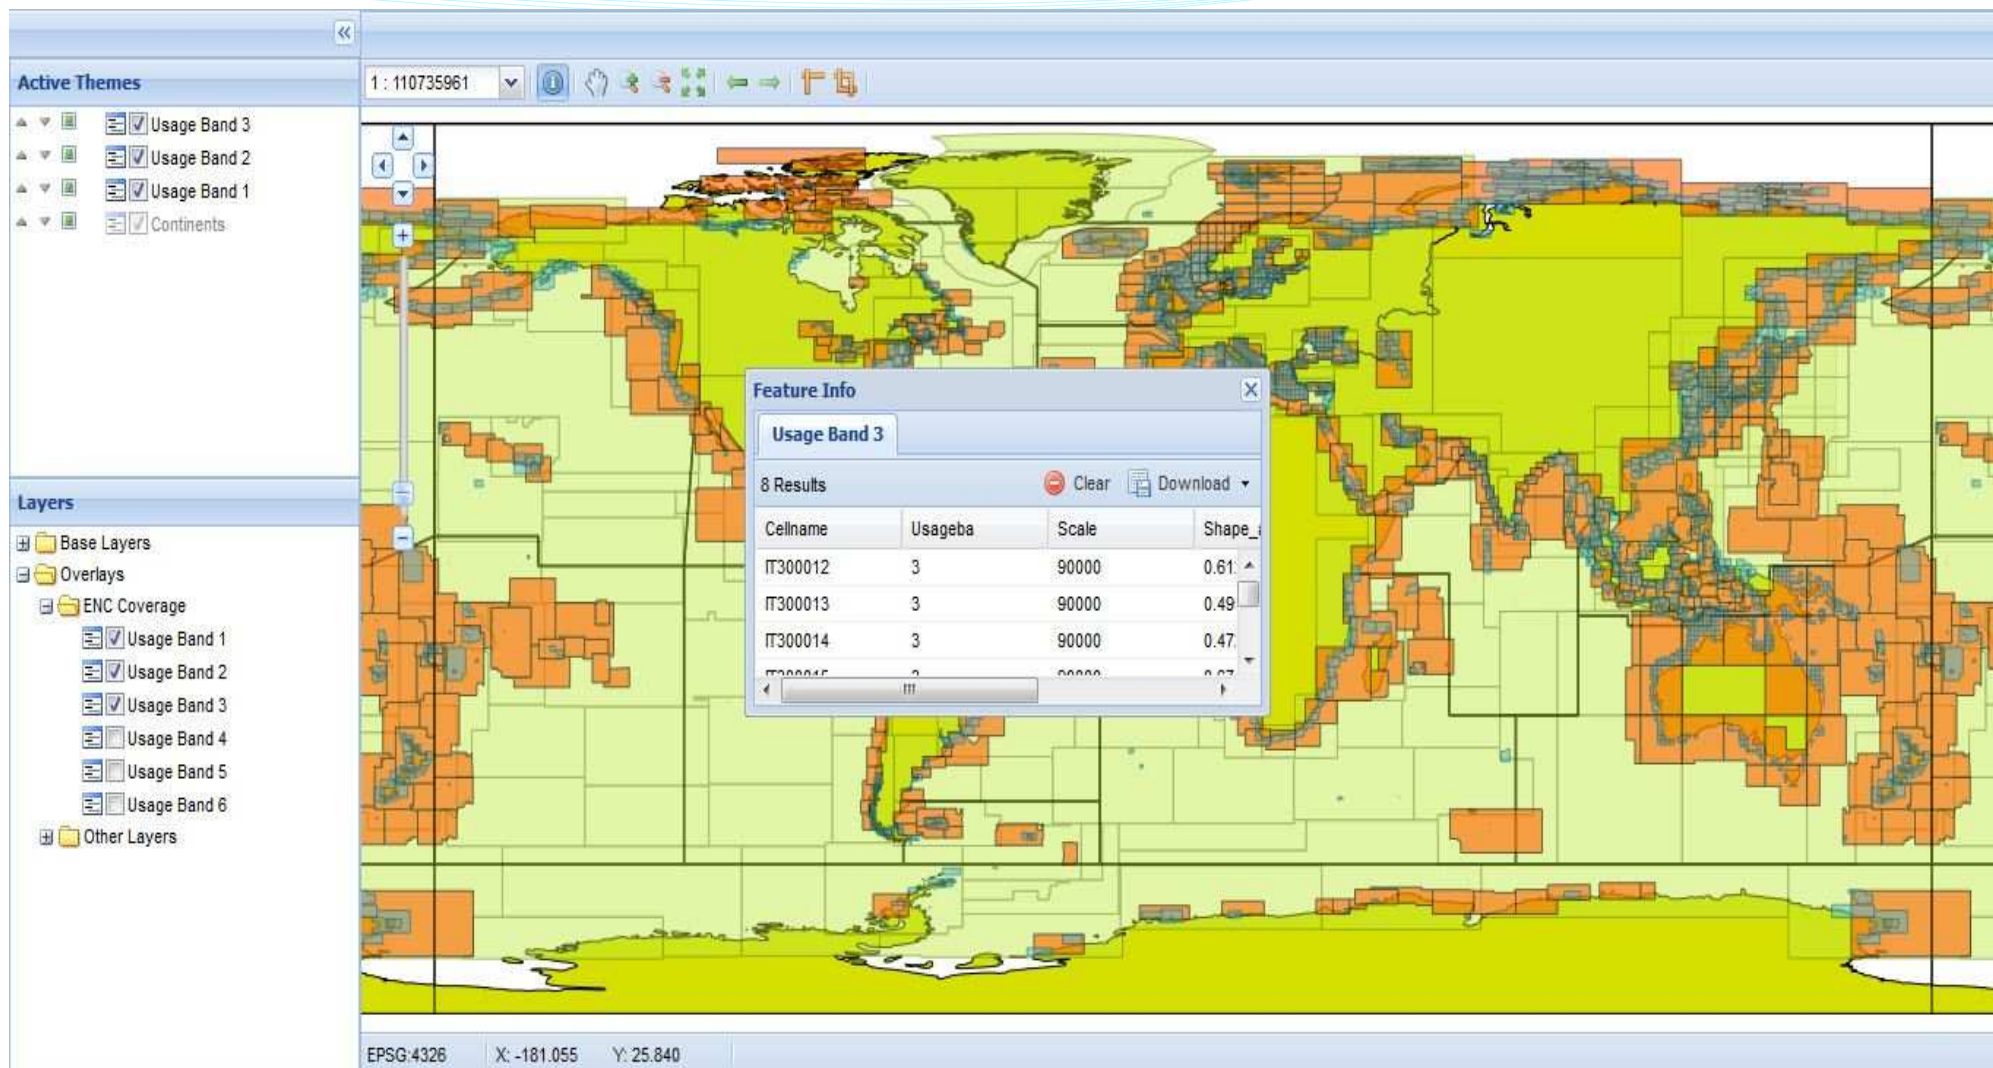 Active Themes
Usage Band 3
Usage Band 2
Usage Band 1
Continents
Layers
Base Layers
Overlays
ENC Coverage
Usage Band 1
Usage Band 2
Usage Band 3
Usage Band 4
Usage Band 5
Usage Band 6
Other Layers
1 : 110735961
Feature Info
Usage Band 3
8 Results Clear Download
Cellname Usageba Scale Shape_a
IT300012 3 90000 0.61
IT300013 3 90000 0.49
IT300014 3 90000 0.47
EPSG:4326 X: -181.055 Y: 25.840